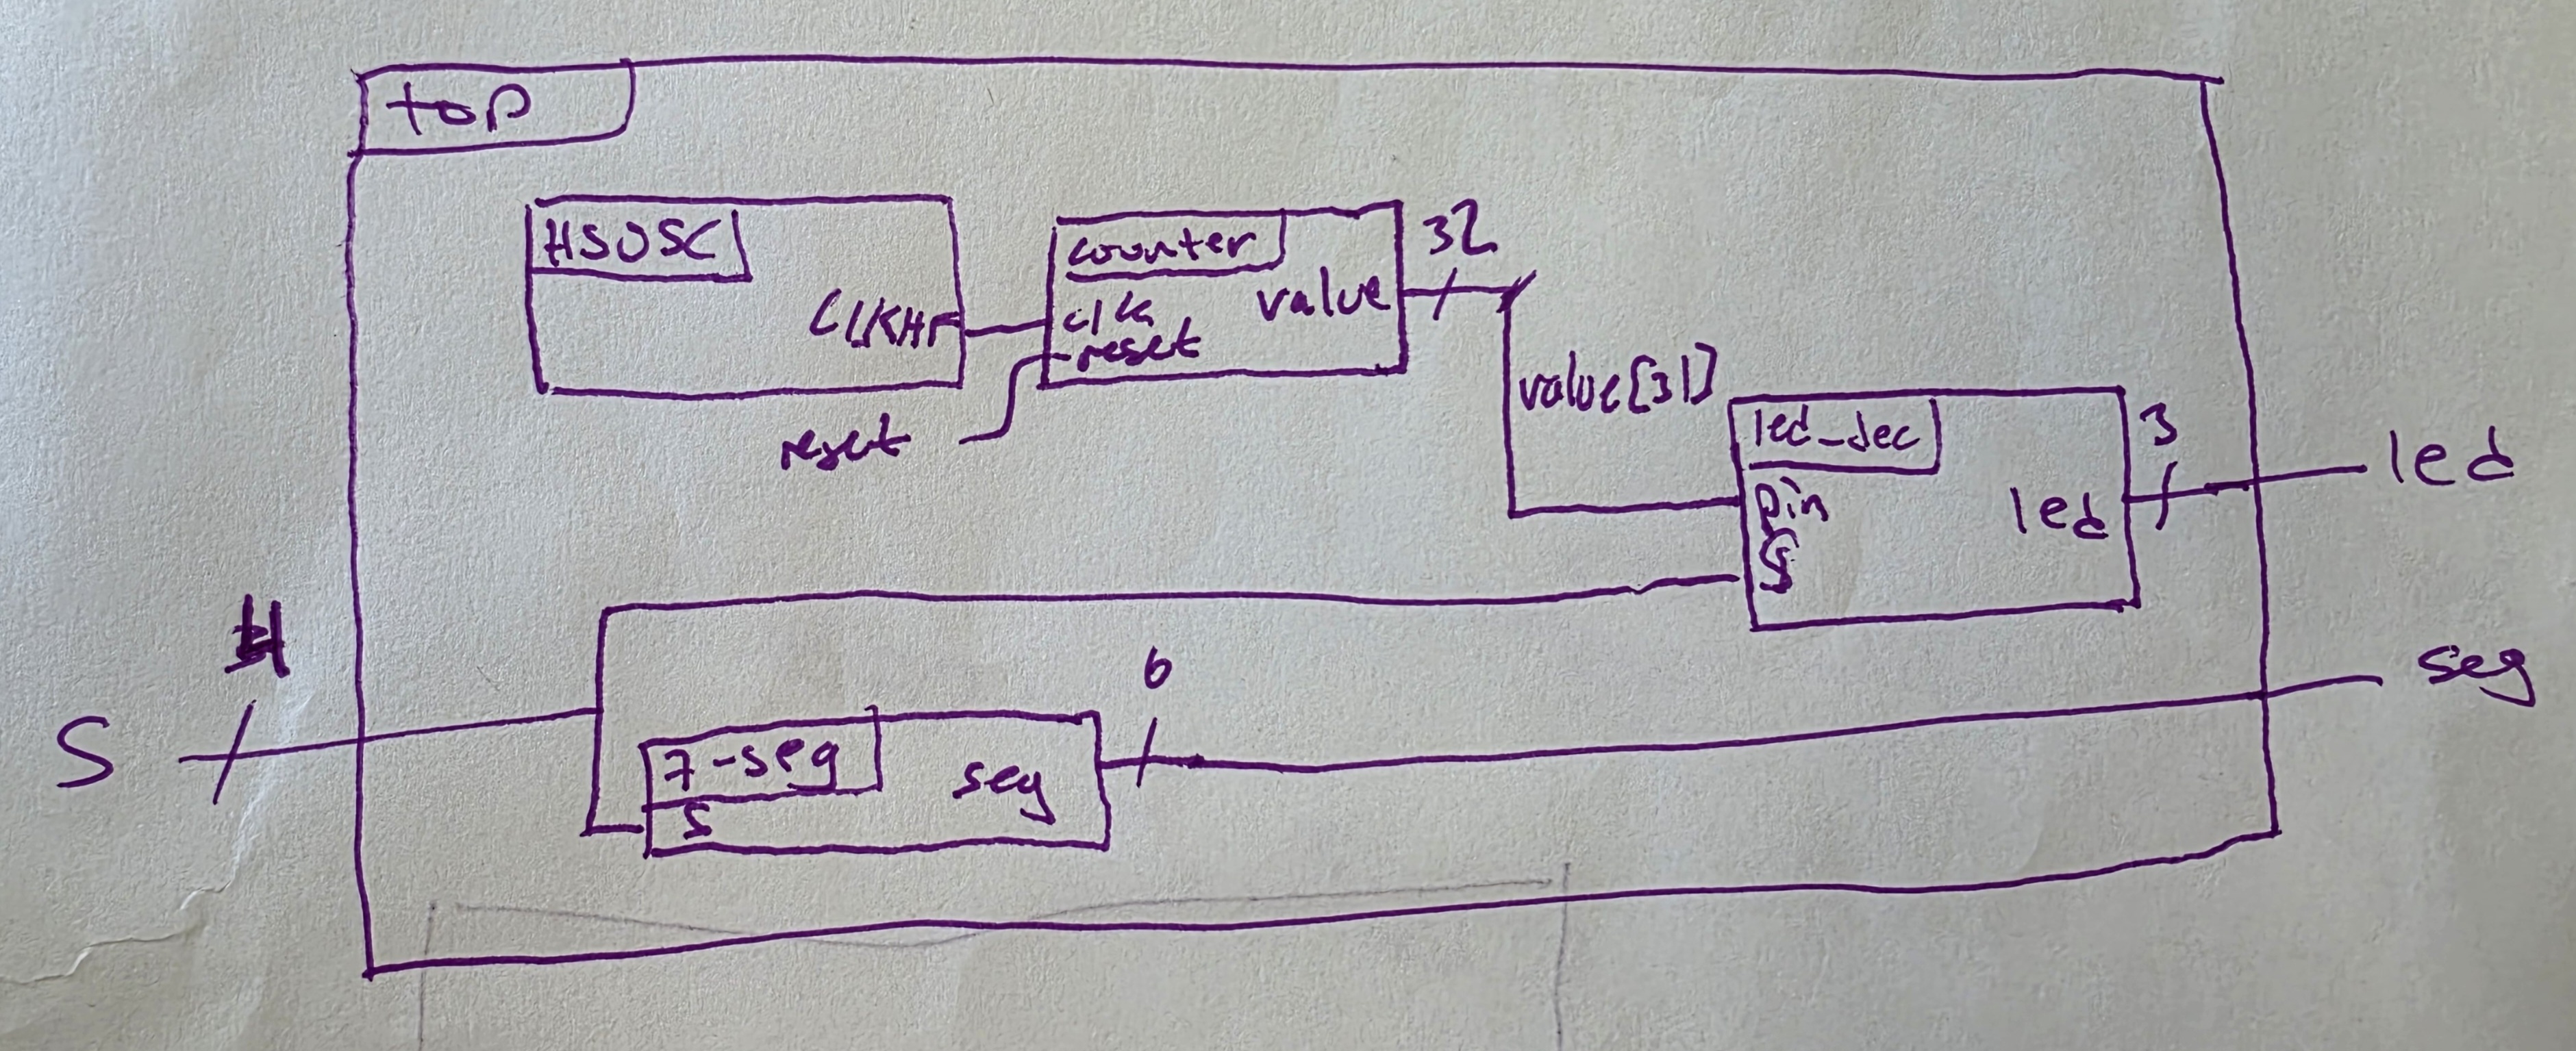 top
HSOSC
CLKHF
counter
clk
reset
value
32
reset
value[31]
led_dec
pin
S
led
3
led
4
S
7-seg
S
seg
6
seg